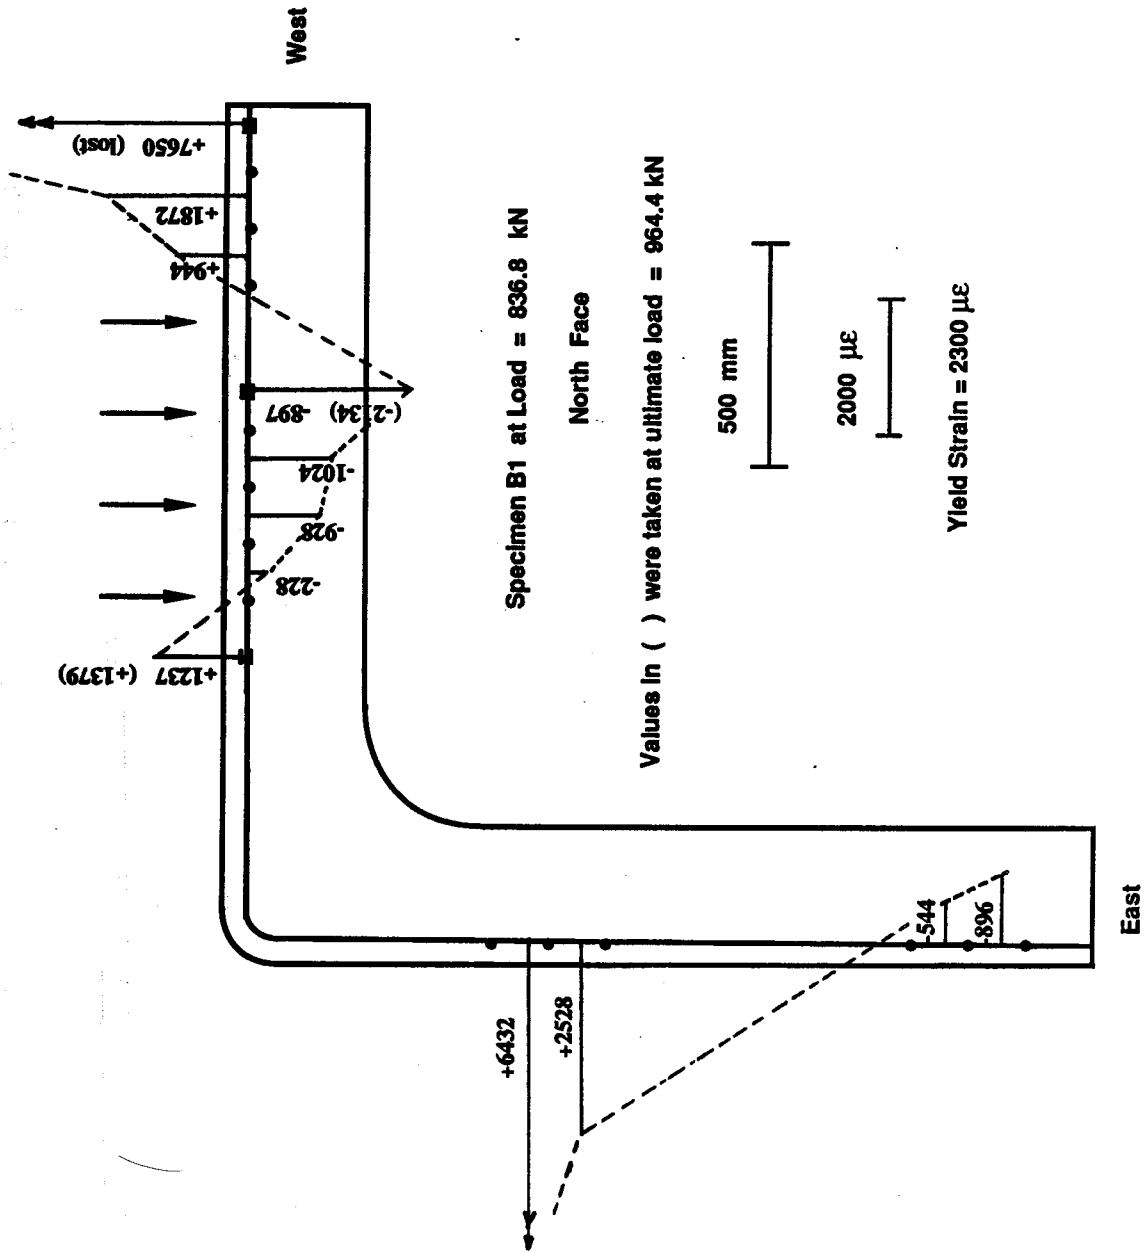 West
+7650 (lost)
+1872
+944
-897 (-2134)
-1024
-928
-228
+1237 (+1379)
Specimen B1 at Load = 836.8 kN
North Face
Values in ( ) were taken at ultimate load = 964.4 kN
500 mm
2000 με
Yield Strain = 2300 με
+6432
+2528
-544
-896
East